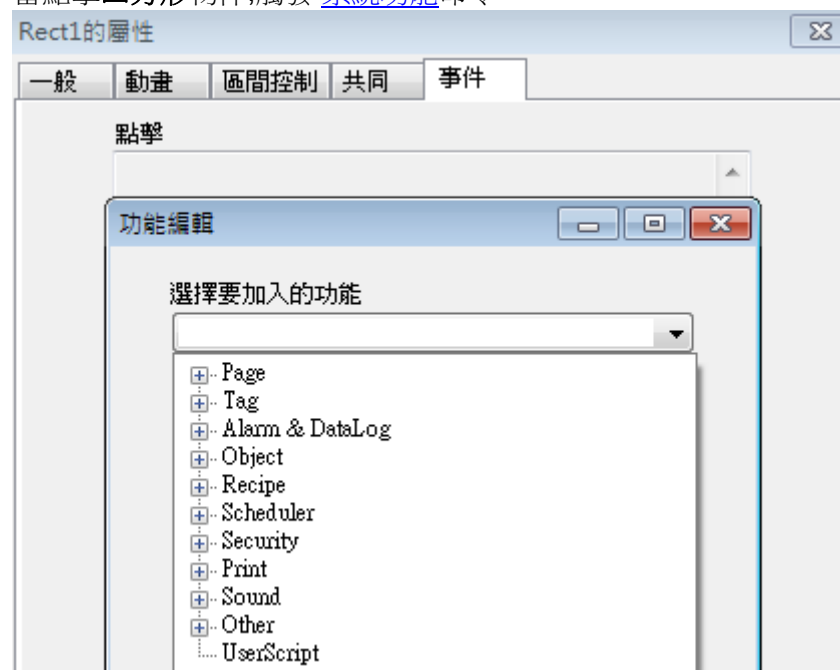 Rect1的屬性
一般 動畫 區間控制 共同 事件
點擊
功能編輯
選擇要加入的功能
Page
Tag
Alarm & DataLog
Object
Recipe
Scheduler
Security
Print
Sound
Other
UserScript